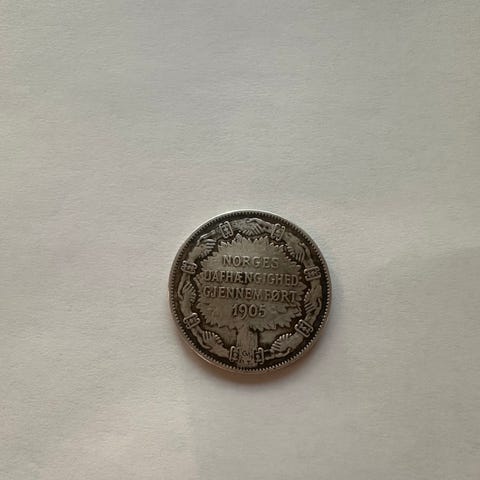 NORGES
UAFHÆNGIGHED
GJENNEMFØRT
1905